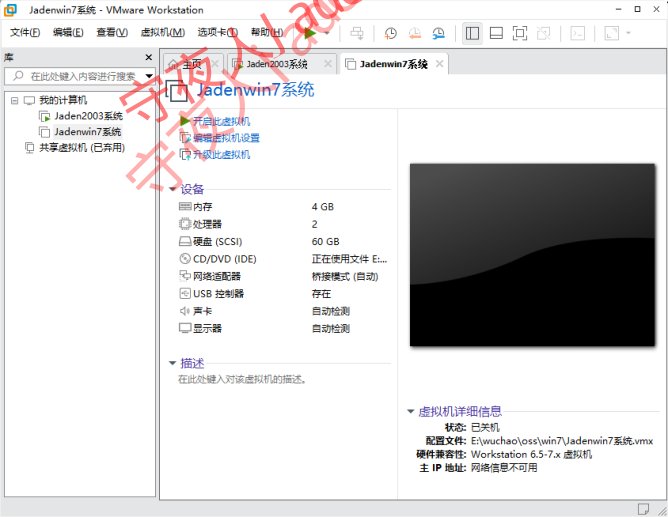 Jadenwin7系统 - VMware Workstation
文件(F) 编辑(E) 查看(V) 虚拟机(M) 选项卡(T) 帮助(H)
库
在此处键入内容进行搜索
我的计算机
Jaden2003系统
Jadenwin7系统
共享虚拟机 (已弃用)
主页 Jaden2003系统 Jadenwin7系统
Jadenwin7系统
开启此虚拟机
编辑虚拟机设置
升级此虚拟机
设备
内存 4 GB
处理器 2
硬盘 (SCSI) 60 GB
CD/DVD (IDE) 正在使用文件 E:...
网络适配器 桥接模式 (自动)
USB 控制器 存在
声卡 自动检测
显示器 自动检测
描述
在此处键入对该虚拟机的描述。
虚拟机详细信息
状态: 已关机
配置文件: E:\wuchao\oss\win7\Jadenwin7系统.vmx
硬件兼容性: Workstation 6.5-7.x 虚拟机
主 IP 地址: 网络信息不可用
守夜人Jad
守夜人Jad